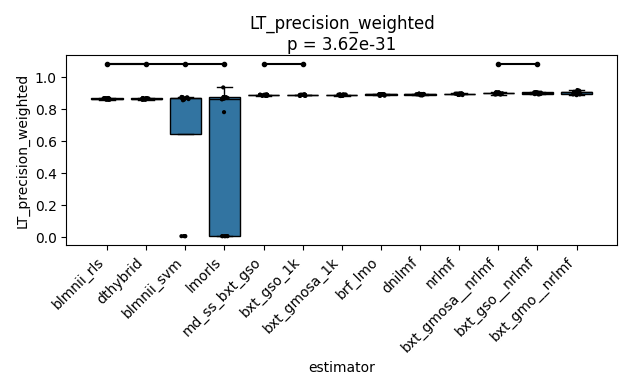 LT_precision_weighted
p = 3.62e-31
LT_precision_weighted
1.0
0.8
0.6
0.4
0.2
0.0
blmnii_rls
dthybrid
blmnii_svm
lmorls
md_ss_bxt_gso
bxt_gso_1k
bxt_gmosa_1k
brf_lmo
dnilmf
nrlmf
bxt_gmosa__nrlmf
bxt_gso__nrlmf
bxt_gmo__nrlmf
estimator